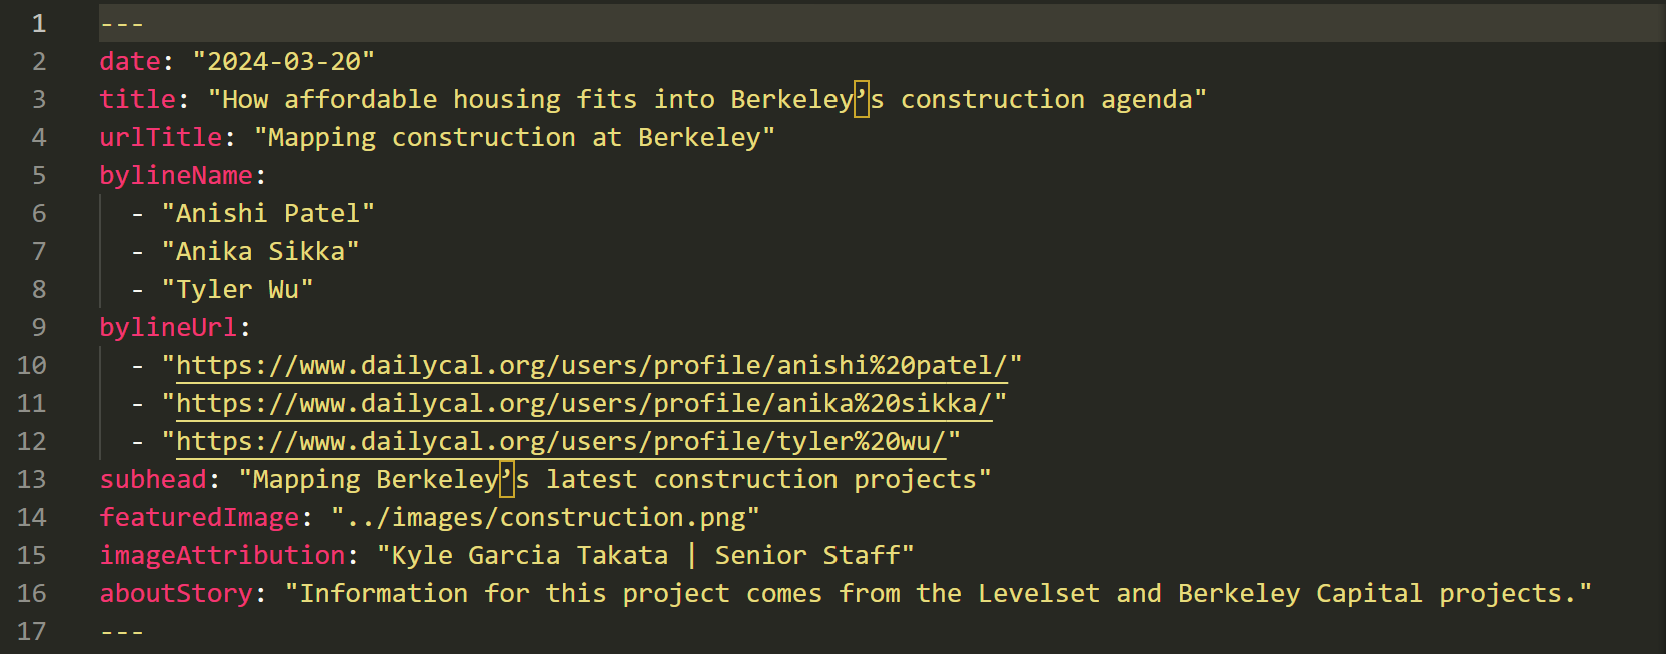 1 ---
2 date: "2024-03-20"
3 title: "How affordable housing fits into Berkeley’s construction agenda"
4 urlTitle: "Mapping construction at Berkeley"
5 bylineName:
6   - "Anishi Patel"
7   - "Anika Sikka"
8   - "Tyler Wu"
9 bylineUrl:
10   - "https://www.dailycal.org/users/profile/anishi%20patel/"
11   - "https://www.dailycal.org/users/profile/anika%20sikka/"
12   - "https://www.dailycal.org/users/profile/tyler%20wu/"
13 subhead: "Mapping Berkeley’s latest construction projects"
14 featuredImage: "../images/construction.png"
15 imageAttribution: "Kyle Garcia Takata | Senior Staff"
16 aboutStory: "Information for this project comes from the Levelset and Berkeley Capital projects."
17 ---